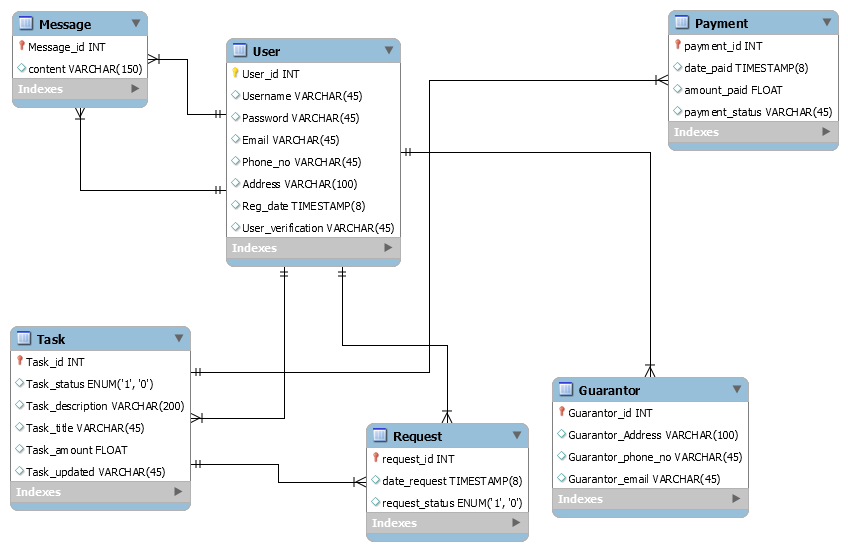 Message
Message_id INT
content VARCHAR(150)
Indexes
User
User_id INT
Username VARCHAR(45)
Password VARCHAR(45)
Email VARCHAR(45)
Phone_no VARCHAR(45)
Address VARCHAR(100)
Reg_date TIMESTAMP(8)
User_verification VARCHAR(45)
Indexes
Payment
payment_id INT
date_paid TIMESTAMP(8)
amount_paid FLOAT
payment_status VARCHAR(45)
Indexes
Task
Task_id INT
Task_status ENUM('1', '0')
Task_description VARCHAR(200)
Task_title VARCHAR(45)
Task_amount FLOAT
Task_updated VARCHAR(45)
Indexes
Request
request_id INT
date_request TIMESTAMP(8)
request_status ENUM('1', '0')
Indexes
Guarantor
Guarantor_id INT
Guarantor_Address VARCHAR(100)
Guarantor_phone_no VARCHAR(45)
Guarantor_email VARCHAR(45)
Indexes